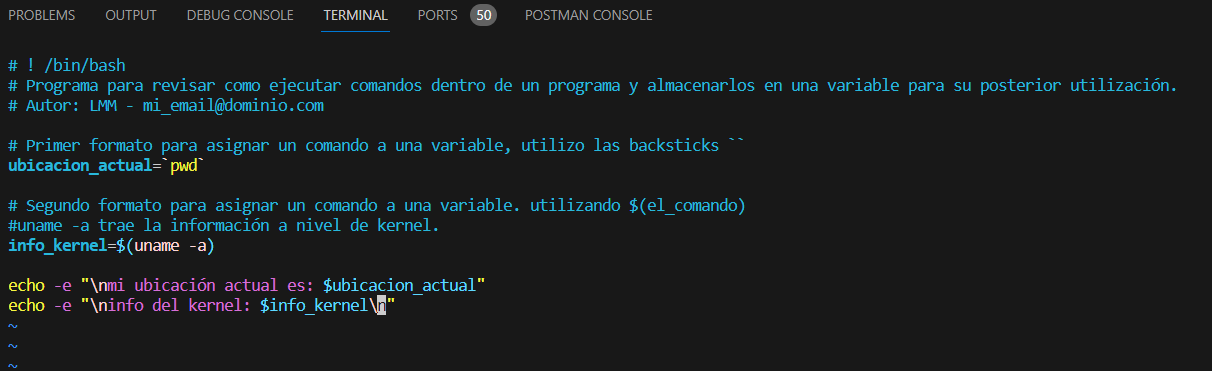 PROBLEMS OUTPUT DEBUG CONSOLE TERMINAL PORTS 50 POSTMAN CONSOLE
# ! /bin/bash
# Programa para revisar como ejecutar comandos dentro de un programa y almacenarlos en una variable para su posterior utilización.
# Autor: LMM - mi_email@dominio.com
# Primer formato para asignar un comando a una variable, utilizo las backsticks ``
ubicacion_actual=`pwd`
# Segundo formato para asignar un comando a una variable. utilizando $(el_comando)
#uname -a trae la información a nivel de kernel.
info_kernel=$(uname -a)
echo -e "\nmi ubicación actual es: $ubicacion_actual"
echo -e "\ninfo del kernel: $info_kernel\n"
~
~
~